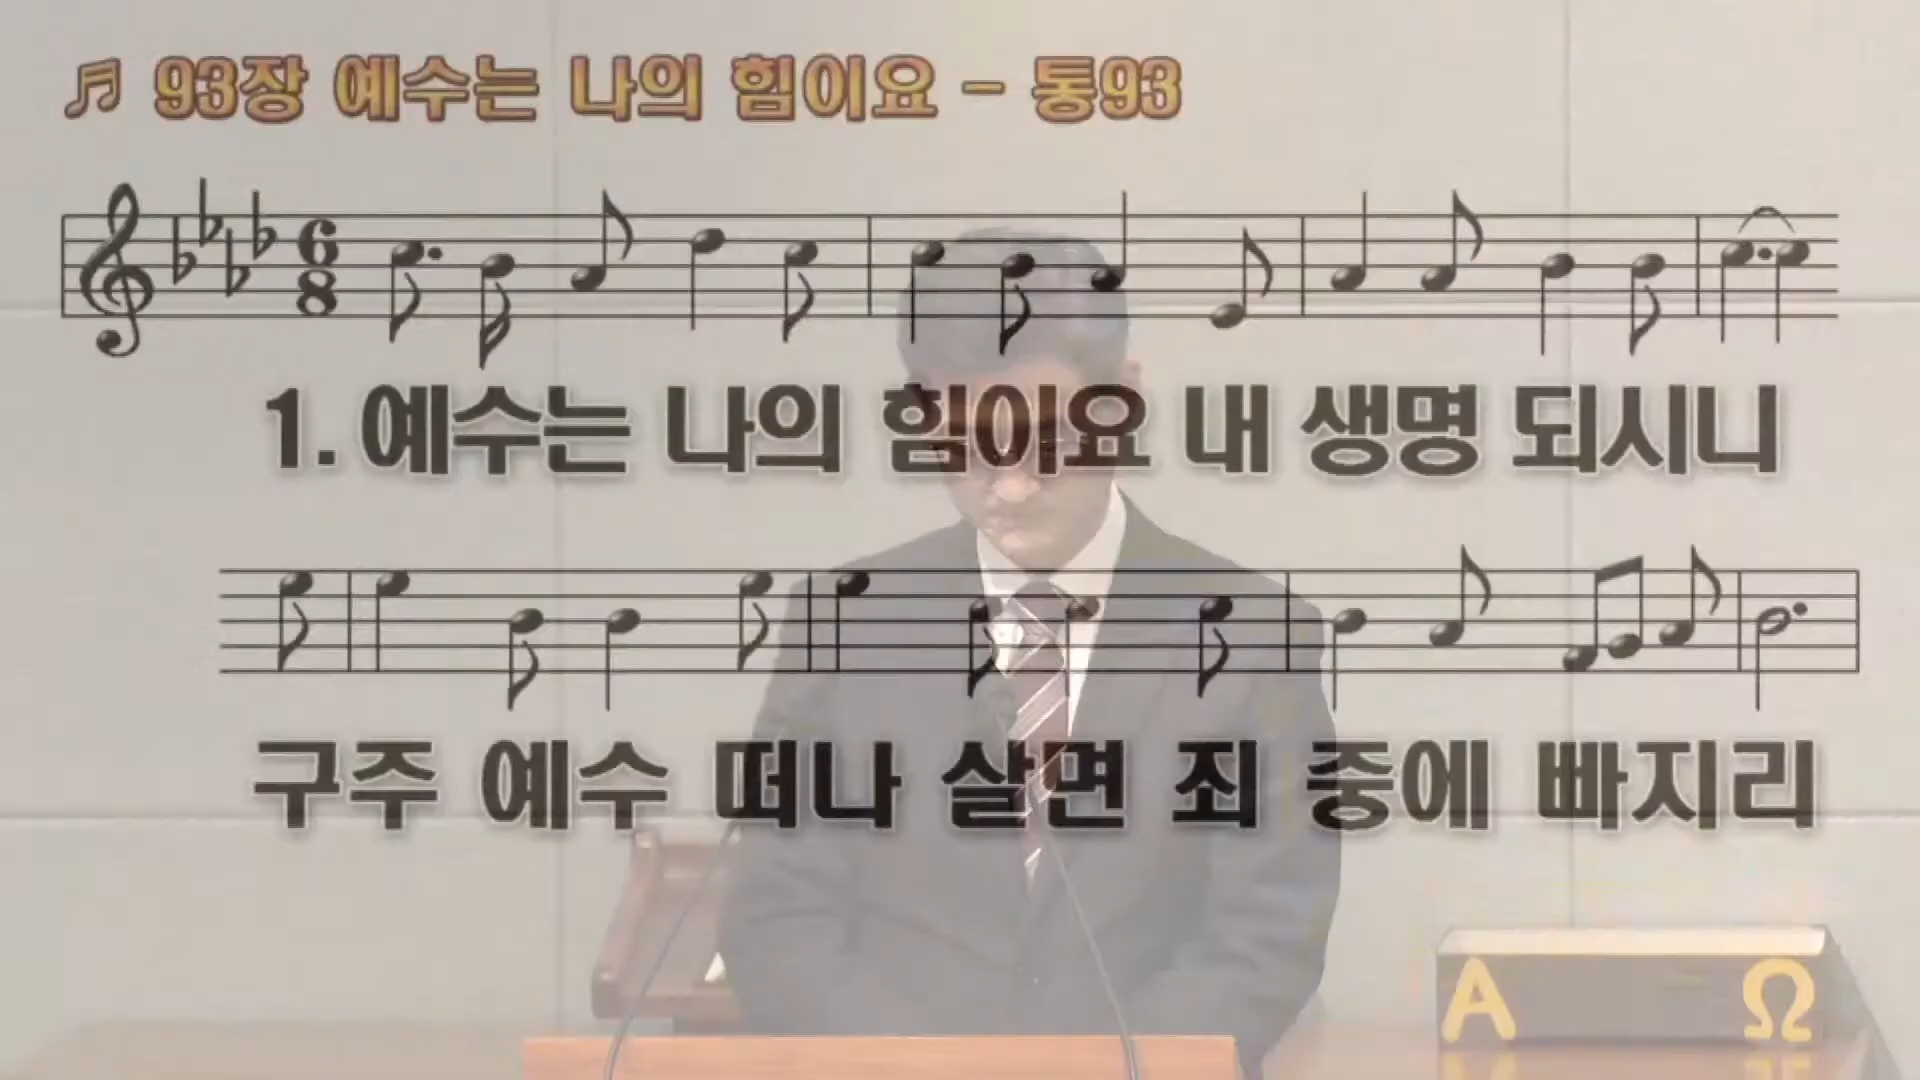 93장 예수는 나의 힘이요 - 통93
6
8
1. 예수는 나의 힘이요 내 생명 되시니
구주 예수 떠나 살면 죄 중에 빠지리
Α Ω